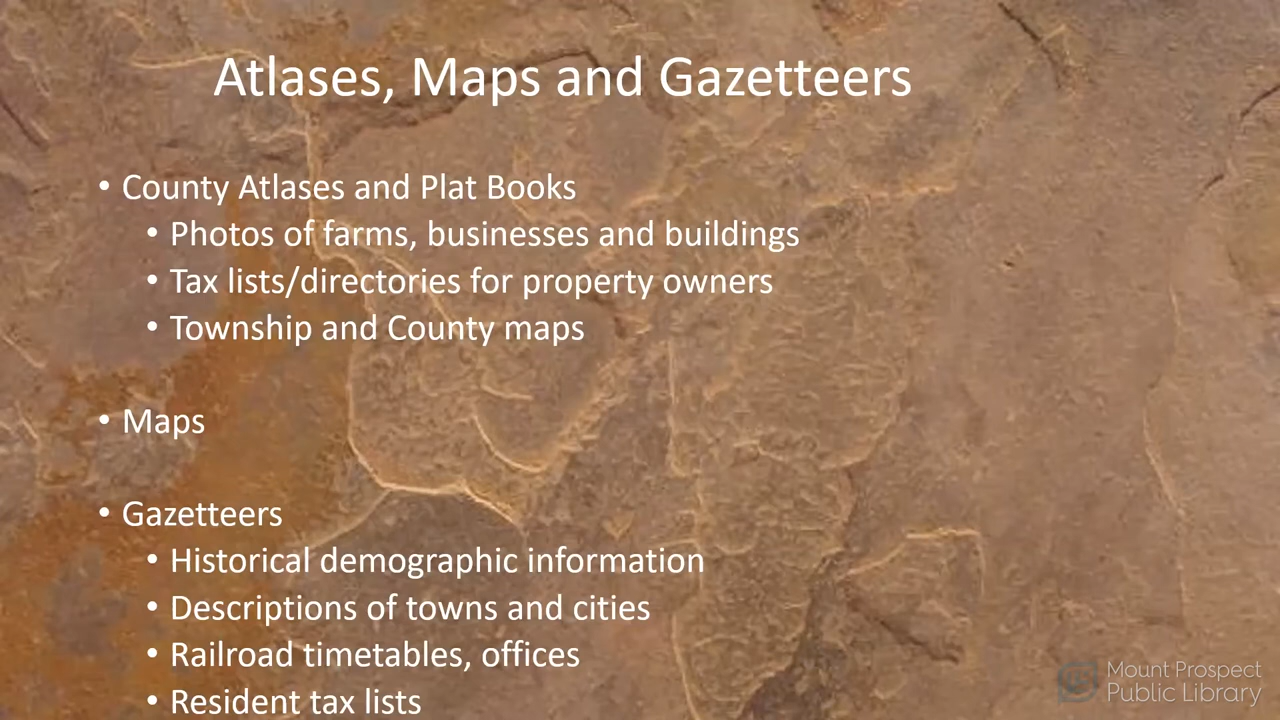 Atlases, Maps and Gazetteers
• County Atlases and Plat Books
• Photos of farms, businesses and buildings
• Tax lists/directories for property owners
• Township and County maps
• Maps
• Gazetteers
• Historical demographic information
• Descriptions of towns and cities
• Railroad timetables, offices
• Resident tax lists
Mount Prospect
Public Library